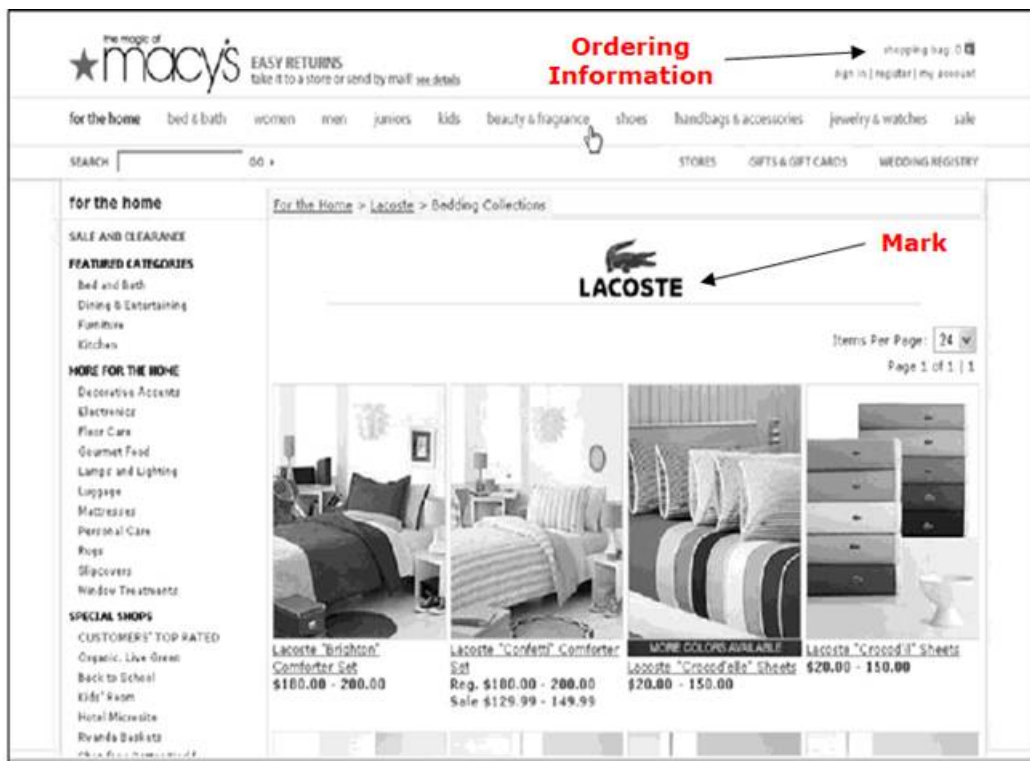 the magic of
macy's
EASY RETURNS
take it to a store or send by mail! see details
Ordering
Information
shopping bag: 0
sign in | register | my account
for the home bed & bath women men juniors kids beauty & fragrance shoes handbags & accessories jewelry & watches sale
SEARCH GO STORES GIFTS & GIFT CARDS WEDDING REGISTRY
for the home
SALE AND CLEARANCE
FEATURED CATEGORIES
Bed and Bath
Dining & Entertaining
Furniture
Kitchen
MORE FOR THE HOME
Decorative Accents
Electronics
Floor Care
Gourmet Food
Lamps and Lighting
Luggage
Mattresses
Personal Care
Rugs
Slipcovers
Window Treatments
SPECIAL SHOPS
CUSTOMERS' TOP RATED
Organic. Live Green
Back to School
Kids' Room
Hotel Microsite
Rwanda Baskets
For the Home > Lacoste > Bedding Collections
LACOSTE
Mark
Items Per Page: 24
Page 1 of 1 | 1
Lacoste "Brighton"
Comforter Set
$180.00 - 200.00
Lacoste "Confetti" Comforter
Set
Reg. $180.00 - 200.00
Sale $129.99 - 149.99
MORE COLORS AVAILABLE
Lacoste "Crocod'elle" Sheets
$20.00 - 150.00
Lacoste "Crocod'il" Sheets
$20.00 - 150.00